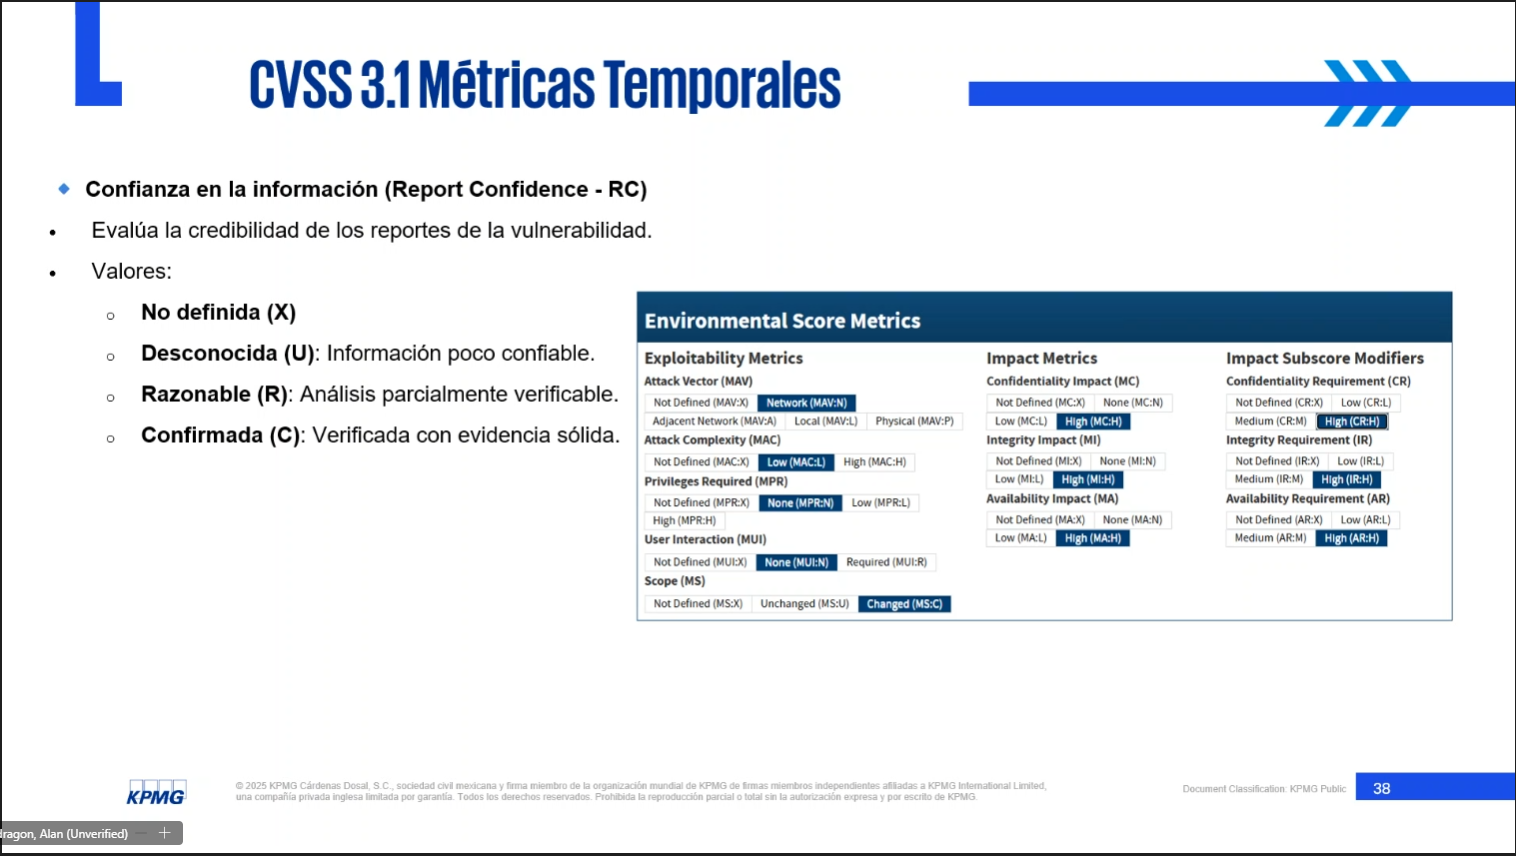 CVSS 3.1 Métricas Temporales
Confianza en la información (Report Confidence - RC)
Evalúa la credibilidad de los reportes de la vulnerabilidad.
Valores:
No definida (X)
Desconocida (U): Información poco confiable.
Razonable (R): Análisis parcialmente verificable.
Confirmada (C): Verificada con evidencia sólida.
Environmental Score Metrics
Exploitability Metrics
Attack Vector (MAV)
Not Defined (MAV:X) Network (MAV:N)
Adjacent Network (MAV:A) Local (MAV:L) Physical (MAV:P)
Attack Complexity (MAC)
Not Defined (MAC:X) Low (MAC:L) High (MAC:H)
Privileges Required (MPR)
Not Defined (MPR:X) None (MPR:N) Low (MPR:L)
High (MPR:H)
User Interaction (MUI)
Not Defined (MUI:X) None (MUI:N) Required (MUI:R)
Scope (MS)
Not Defined (MS:X) Unchanged (MS:U) Changed (MS:C)
Impact Metrics
Confidentiality Impact (MC)
Not Defined (MC:X) None (MC:N)
Low (MC:L) High (MC:H)
Integrity Impact (MI)
Not Defined (MI:X) None (MI:N)
Low (MI:L) High (MI:H)
Availability Impact (MA)
Not Defined (MA:X) None (MA:N)
Low (MA:L) High (MA:H)
Impact Subscore Modifiers
Confidentiality Requirement (CR)
Not Defined (CR:X) Low (CR:L)
Medium (CR:M) High (CR:H)
Integrity Requirement (IR)
Not Defined (IR:X) Low (IR:L)
Medium (IR:M) High (IR:H)
Availability Requirement (AR)
Not Defined (AR:X) Low (AR:L)
Medium (AR:M) High (AR:H)
KPMG
© 2025 KPMG Cárdenas Dosal, S.C., sociedad civil mexicana y firma miembro de la organización mundial de KPMG de firmas miembros independientes afiliadas a KPMG International Limited,
una compañía privada inglesa limitada por garantía. Todos los derechos reservados. Prohibida la reproducción parcial o total sin la autorización expresa y por escrito de KPMG.
Document Classification: KPMG Public
38
dragon, Alan (Unverified)